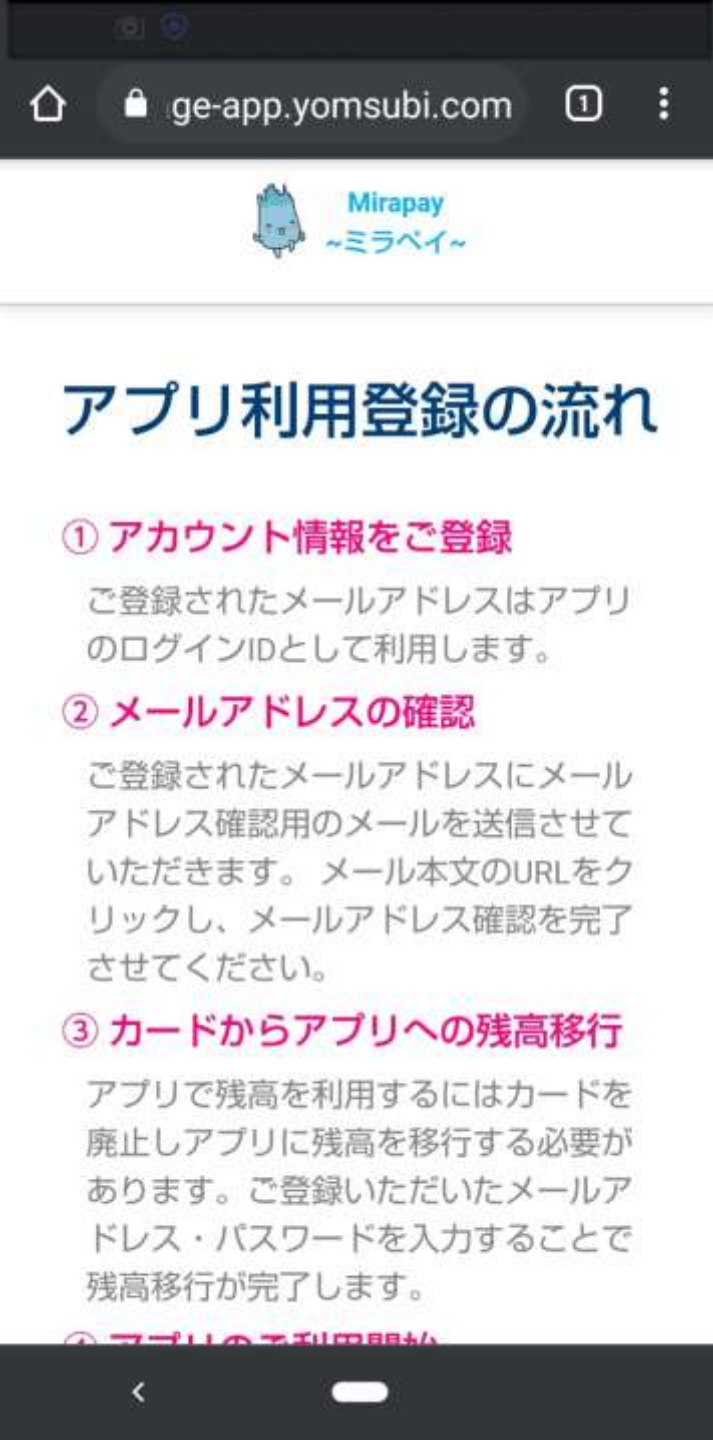 ge-app.yomsubi.com
1
Mirapay
~ミラペイ~
アプリ利用登録の流れ
① アカウント情報をご登録
ご登録されたメールアドレスはアプリ
のログインIDとして利用します。
② メールアドレスの確認
ご登録されたメールアドレスにメール
アドレス確認用のメールを送信させて
いただきます。 メール本文のURLをク
リックし、メールアドレス確認を完了
させてください。
③ カードからアプリへの残高移行
アプリで残高を利用するにはカードを
廃止しアプリに残高を移行する必要が
あります。ご登録いただいたメールア
ドレス・パスワードを入力することで
残高移行が完了します。
④ アプリのご利用開始